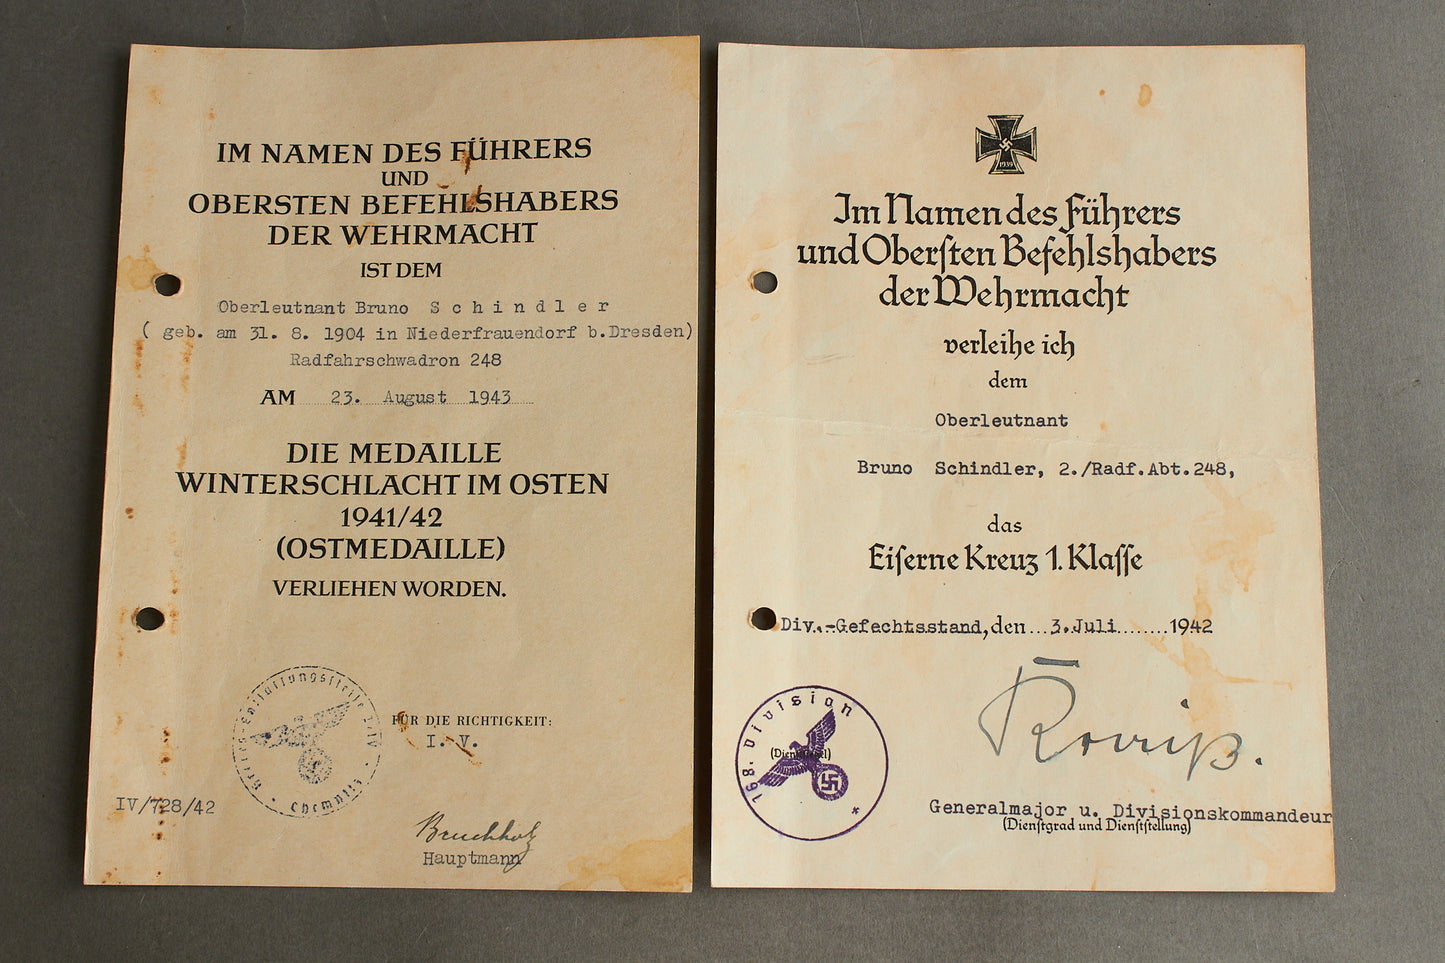 IM NAMEN DES FÜHRERS
UND
OBERSTEN BEFEHLSHABERS
DER WEHRMACHT
IST DEM
Oberleutnant Bruno S c h i n d l e r
( geb. am 31. 8. 1904 in Niederfrauendorf b.Dresden)
Radfahrschwadron 248
AM 23. August 1943
DIE MEDAILLE
WINTERSCHLACHT IM OSTEN
1941/42
(OSTMEDAILLE)
VERLIEHEN WORDEN.
FÜR DIE RICHTIGKEIT:
I. V.
Chemnitz
IV/728/42
Bruchholz
Hauptmann
1939
Im Namen des Führers
und Oberſten Befehlshabers
der Wehrmacht
verleihe ich
dem
Oberleutnant
Bruno Schindler, 2./Radf.Abt.248,
das
Eiſerne Kreuz 1. Klaſſe
Div.-Gefechtsstand, den...3.Juli........1942
168. Division
*
Generalmajor u. Divisionskommandeur
(Dienſtgrad und Dienſtſtellung)